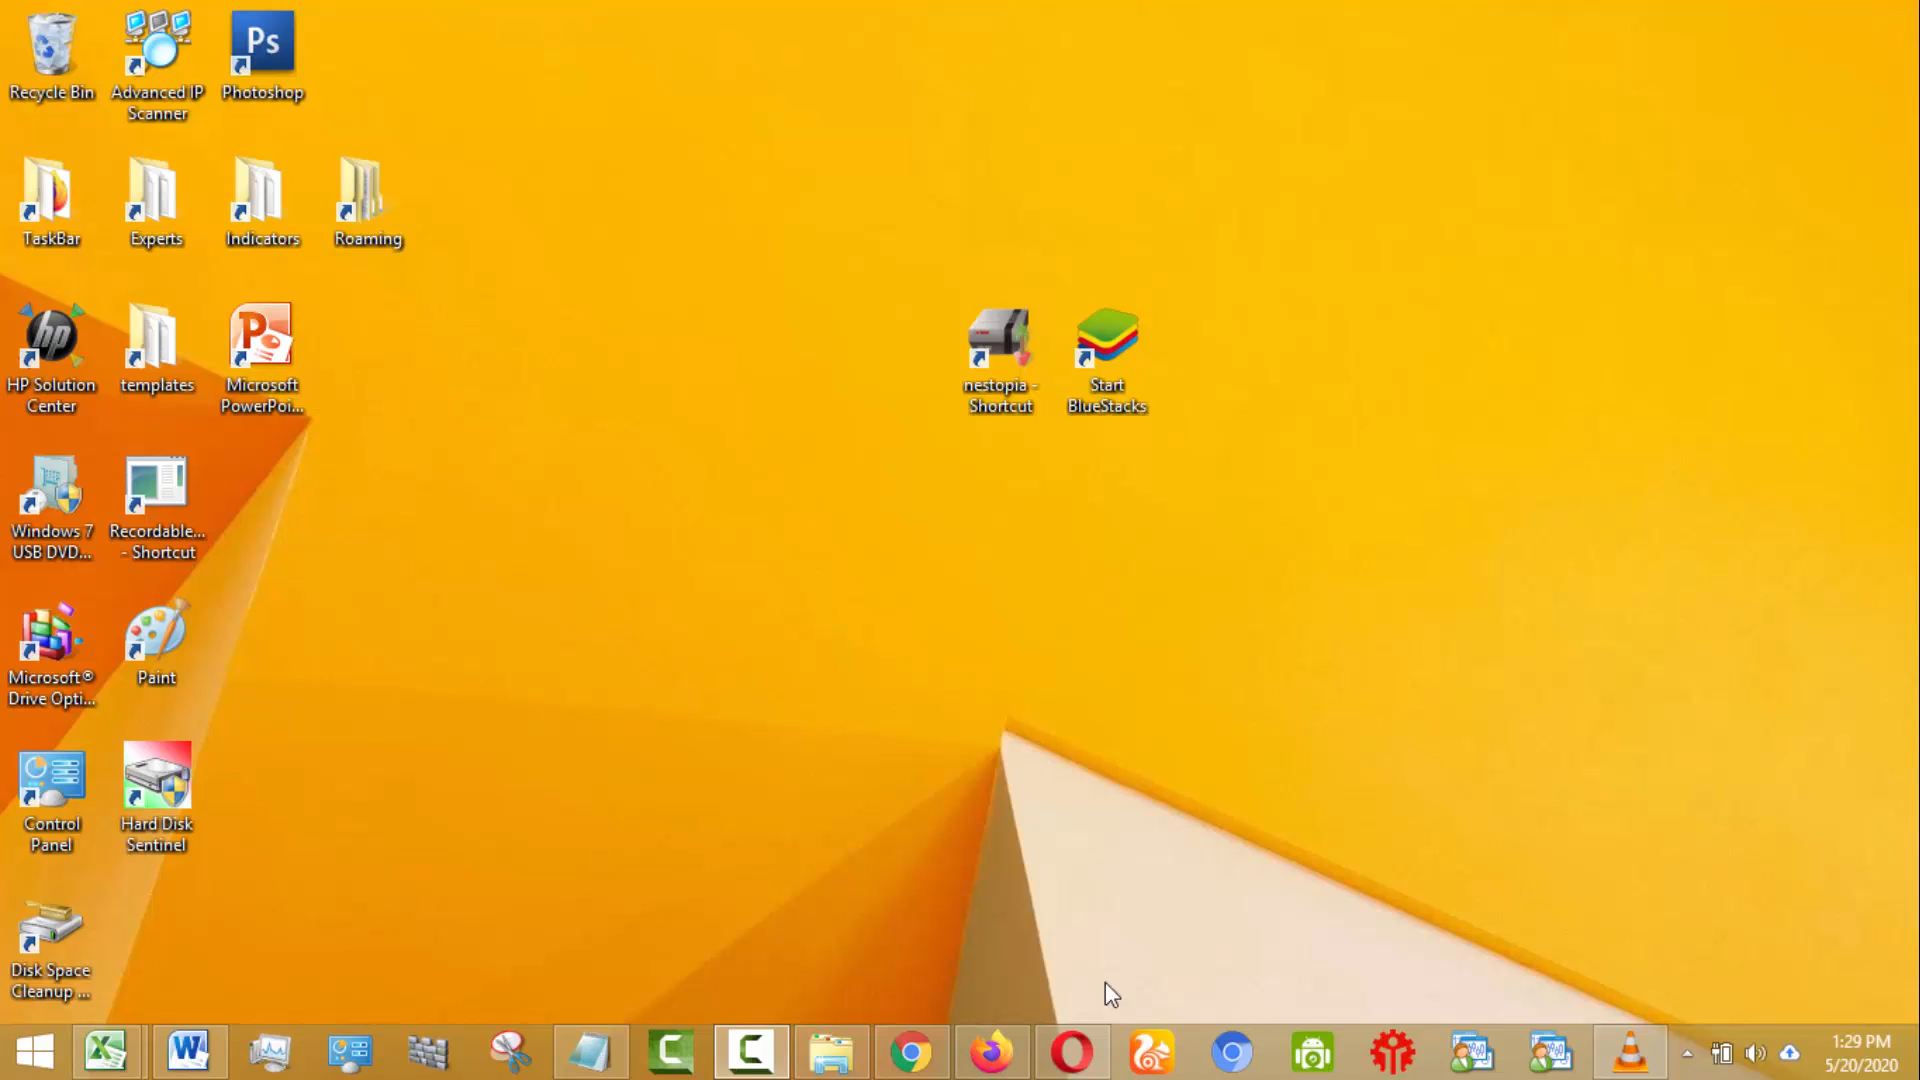 Recycle Bin
Advanced IP
Scanner
Ps
Photoshop
TaskBar
Experts
Indicators
Roaming
hp
HP Solution
Center
templates
P
Microsoft
PowerPoi...
nestopia -
Shortcut
Start
BlueStacks
Windows 7
USB DVD...
Recordable...
- Shortcut
Microsoft®
Drive Opti...
Paint
Control
Panel
Hard Disk
Sentinel
Disk Space
Cleanup ...
1:29 PM
5/20/2020